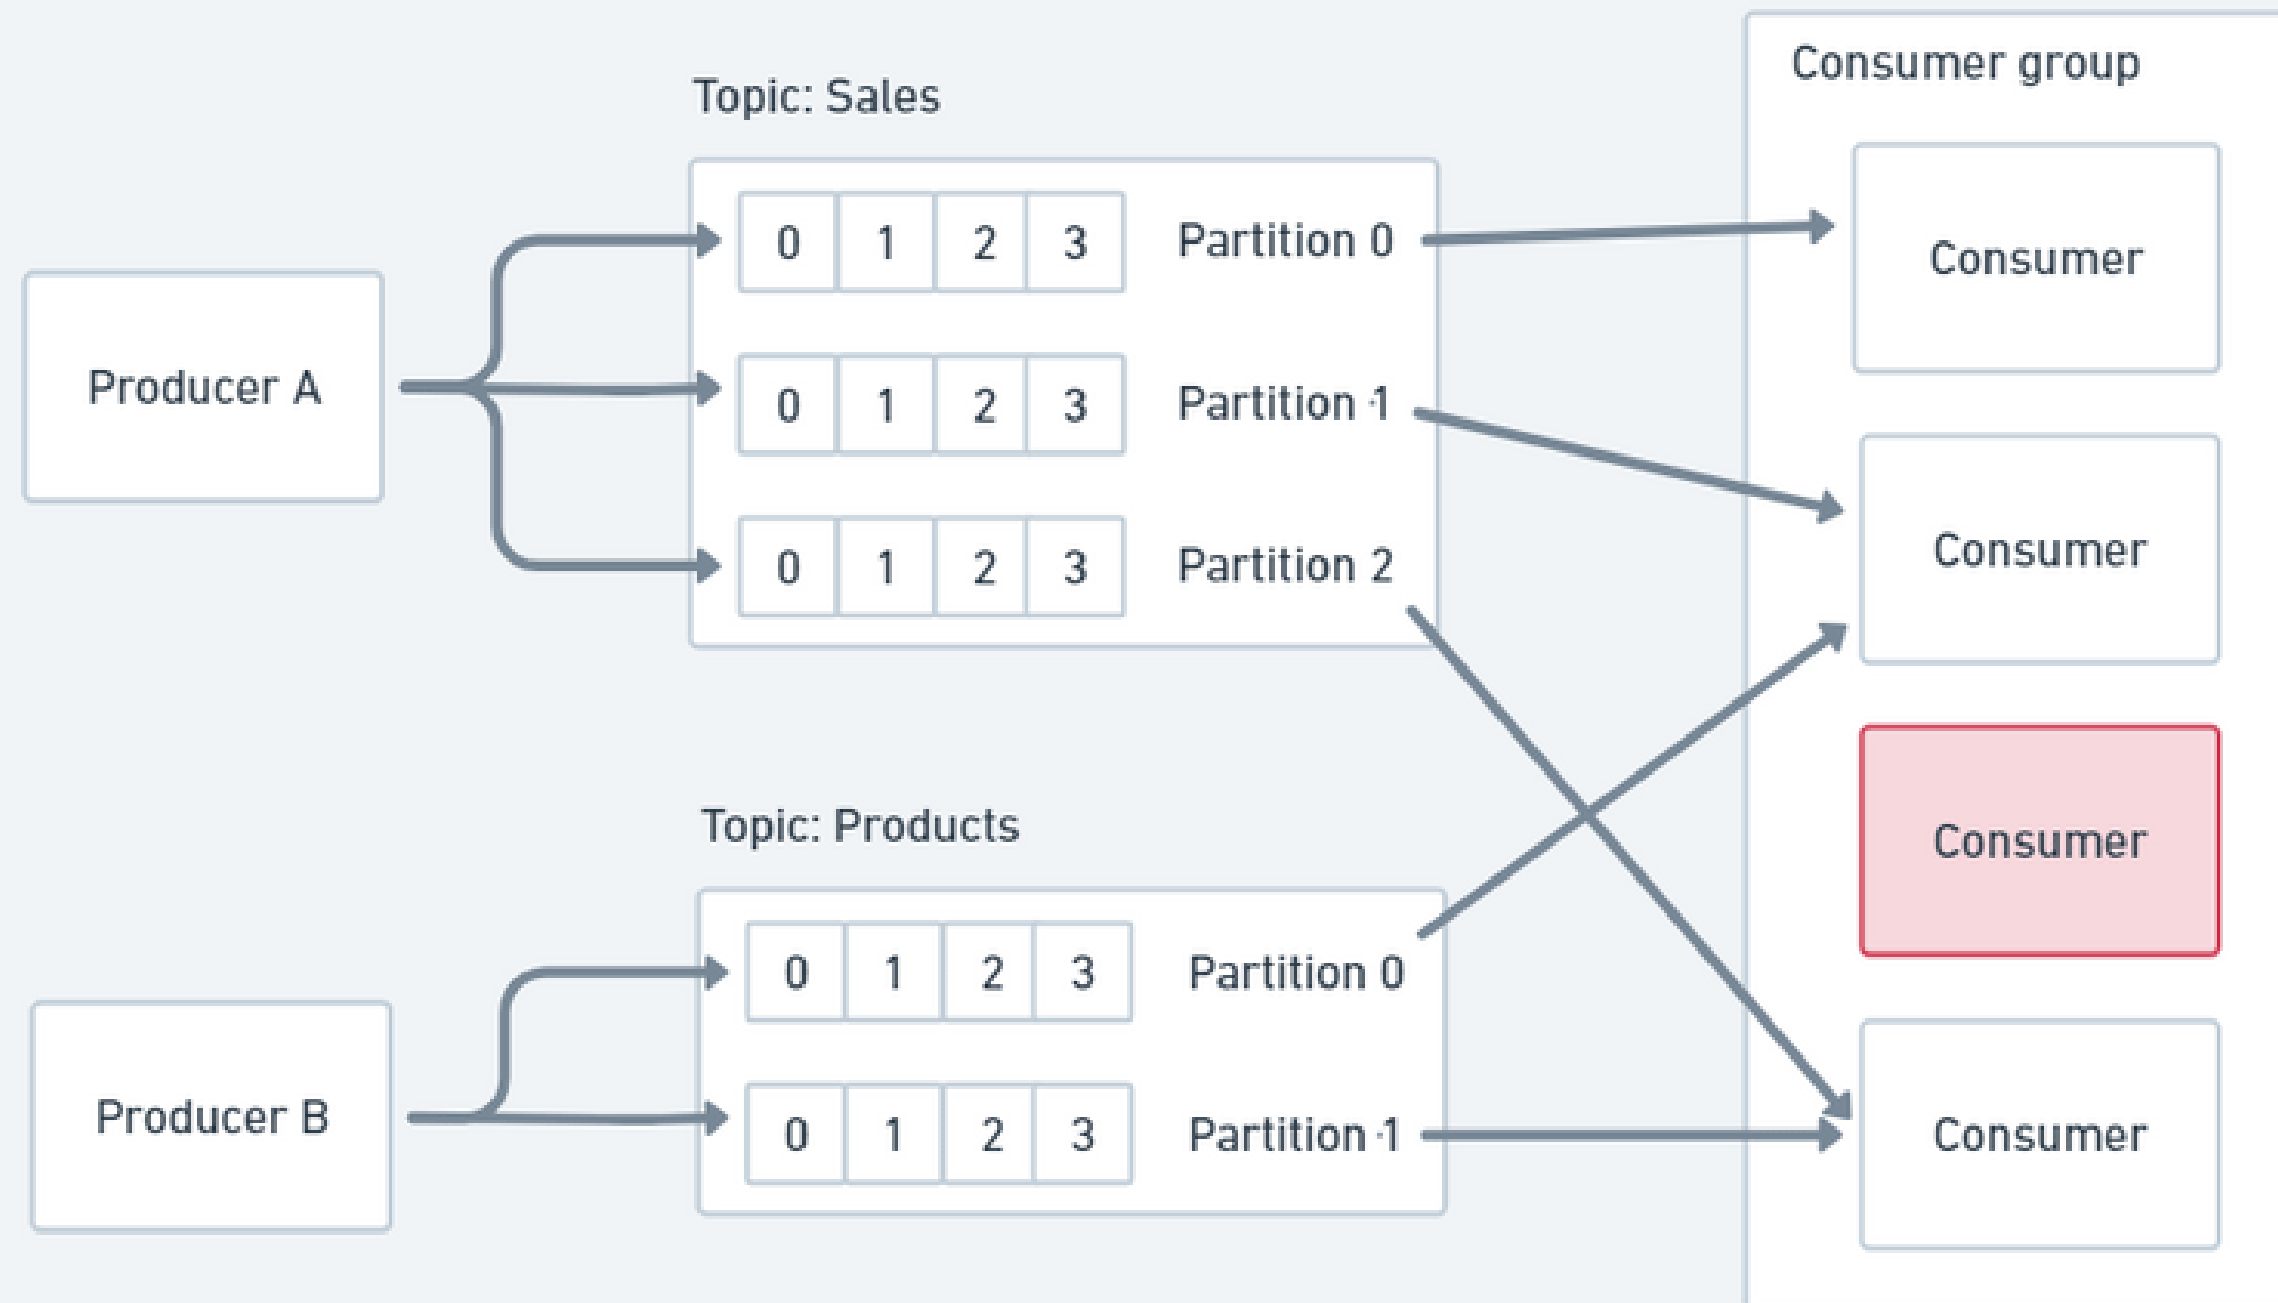 Consumer group
Topic: Sales
0 1 2 3 Partition 0
Consumer
Producer A
0 1 2 3 Partition 1
0 1 2 3 Partition 2
Consumer
Topic: Products
Consumer
0 1 2 3 Partition 0
Producer B
0 1 2 3 Partition 1
Consumer